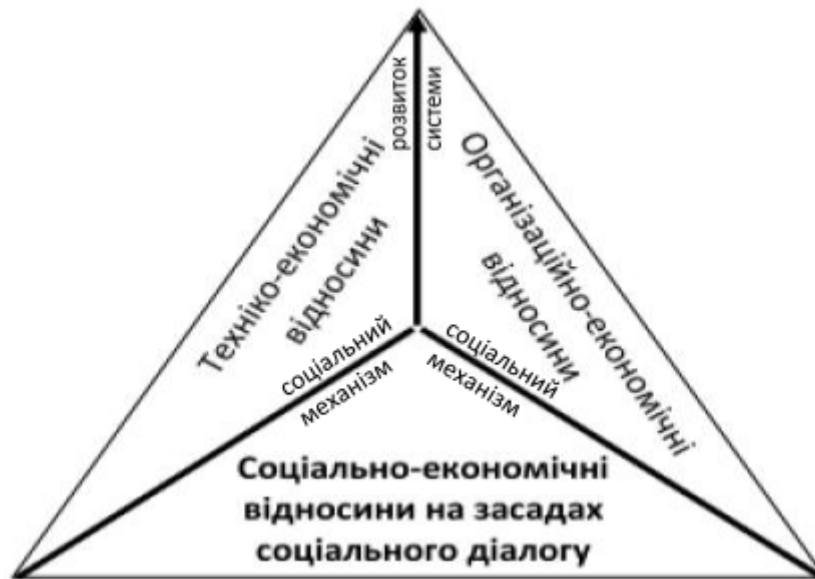 розвиток
системи
Техніко-економічні
відносини
Організаційно-економічні
відносини
соціальний
механізм
соціальний
механізм
Соціально-економічні
відносини на засадах
соціального діалогу